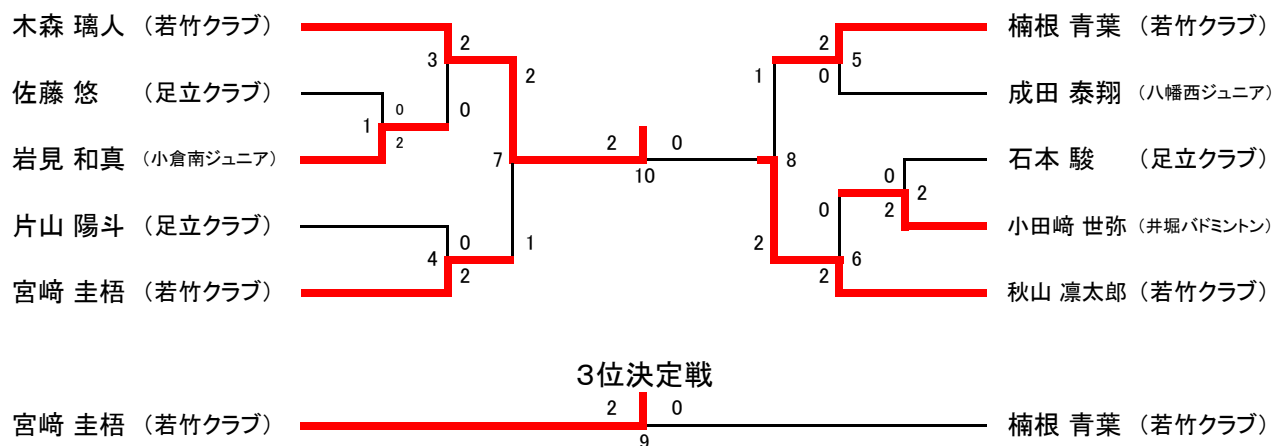 木森 璃人 (若竹クラブ) 2 2 楠根 青葉 (若竹クラブ)
3 2 1 5
佐藤 悠 (足立クラブ) 0 0 0 成田 泰翔 (八幡西ジュニア)
1 2 0
岩見 和真 (小倉南ジュニア) 7 2 10 0 8 石本 駿 (足立クラブ)
0 2 2
片山 陽斗 (足立クラブ) 0 1 2 0 小田﨑 世弥 (井堀バドミントン)
4 6
宮﨑 圭梧 (若竹クラブ) 2 2 秋山 凛太郎 (若竹クラブ)
3位決定戦
宮﨑 圭梧 (若竹クラブ) 2 0 楠根 青葉 (若竹クラブ)
9